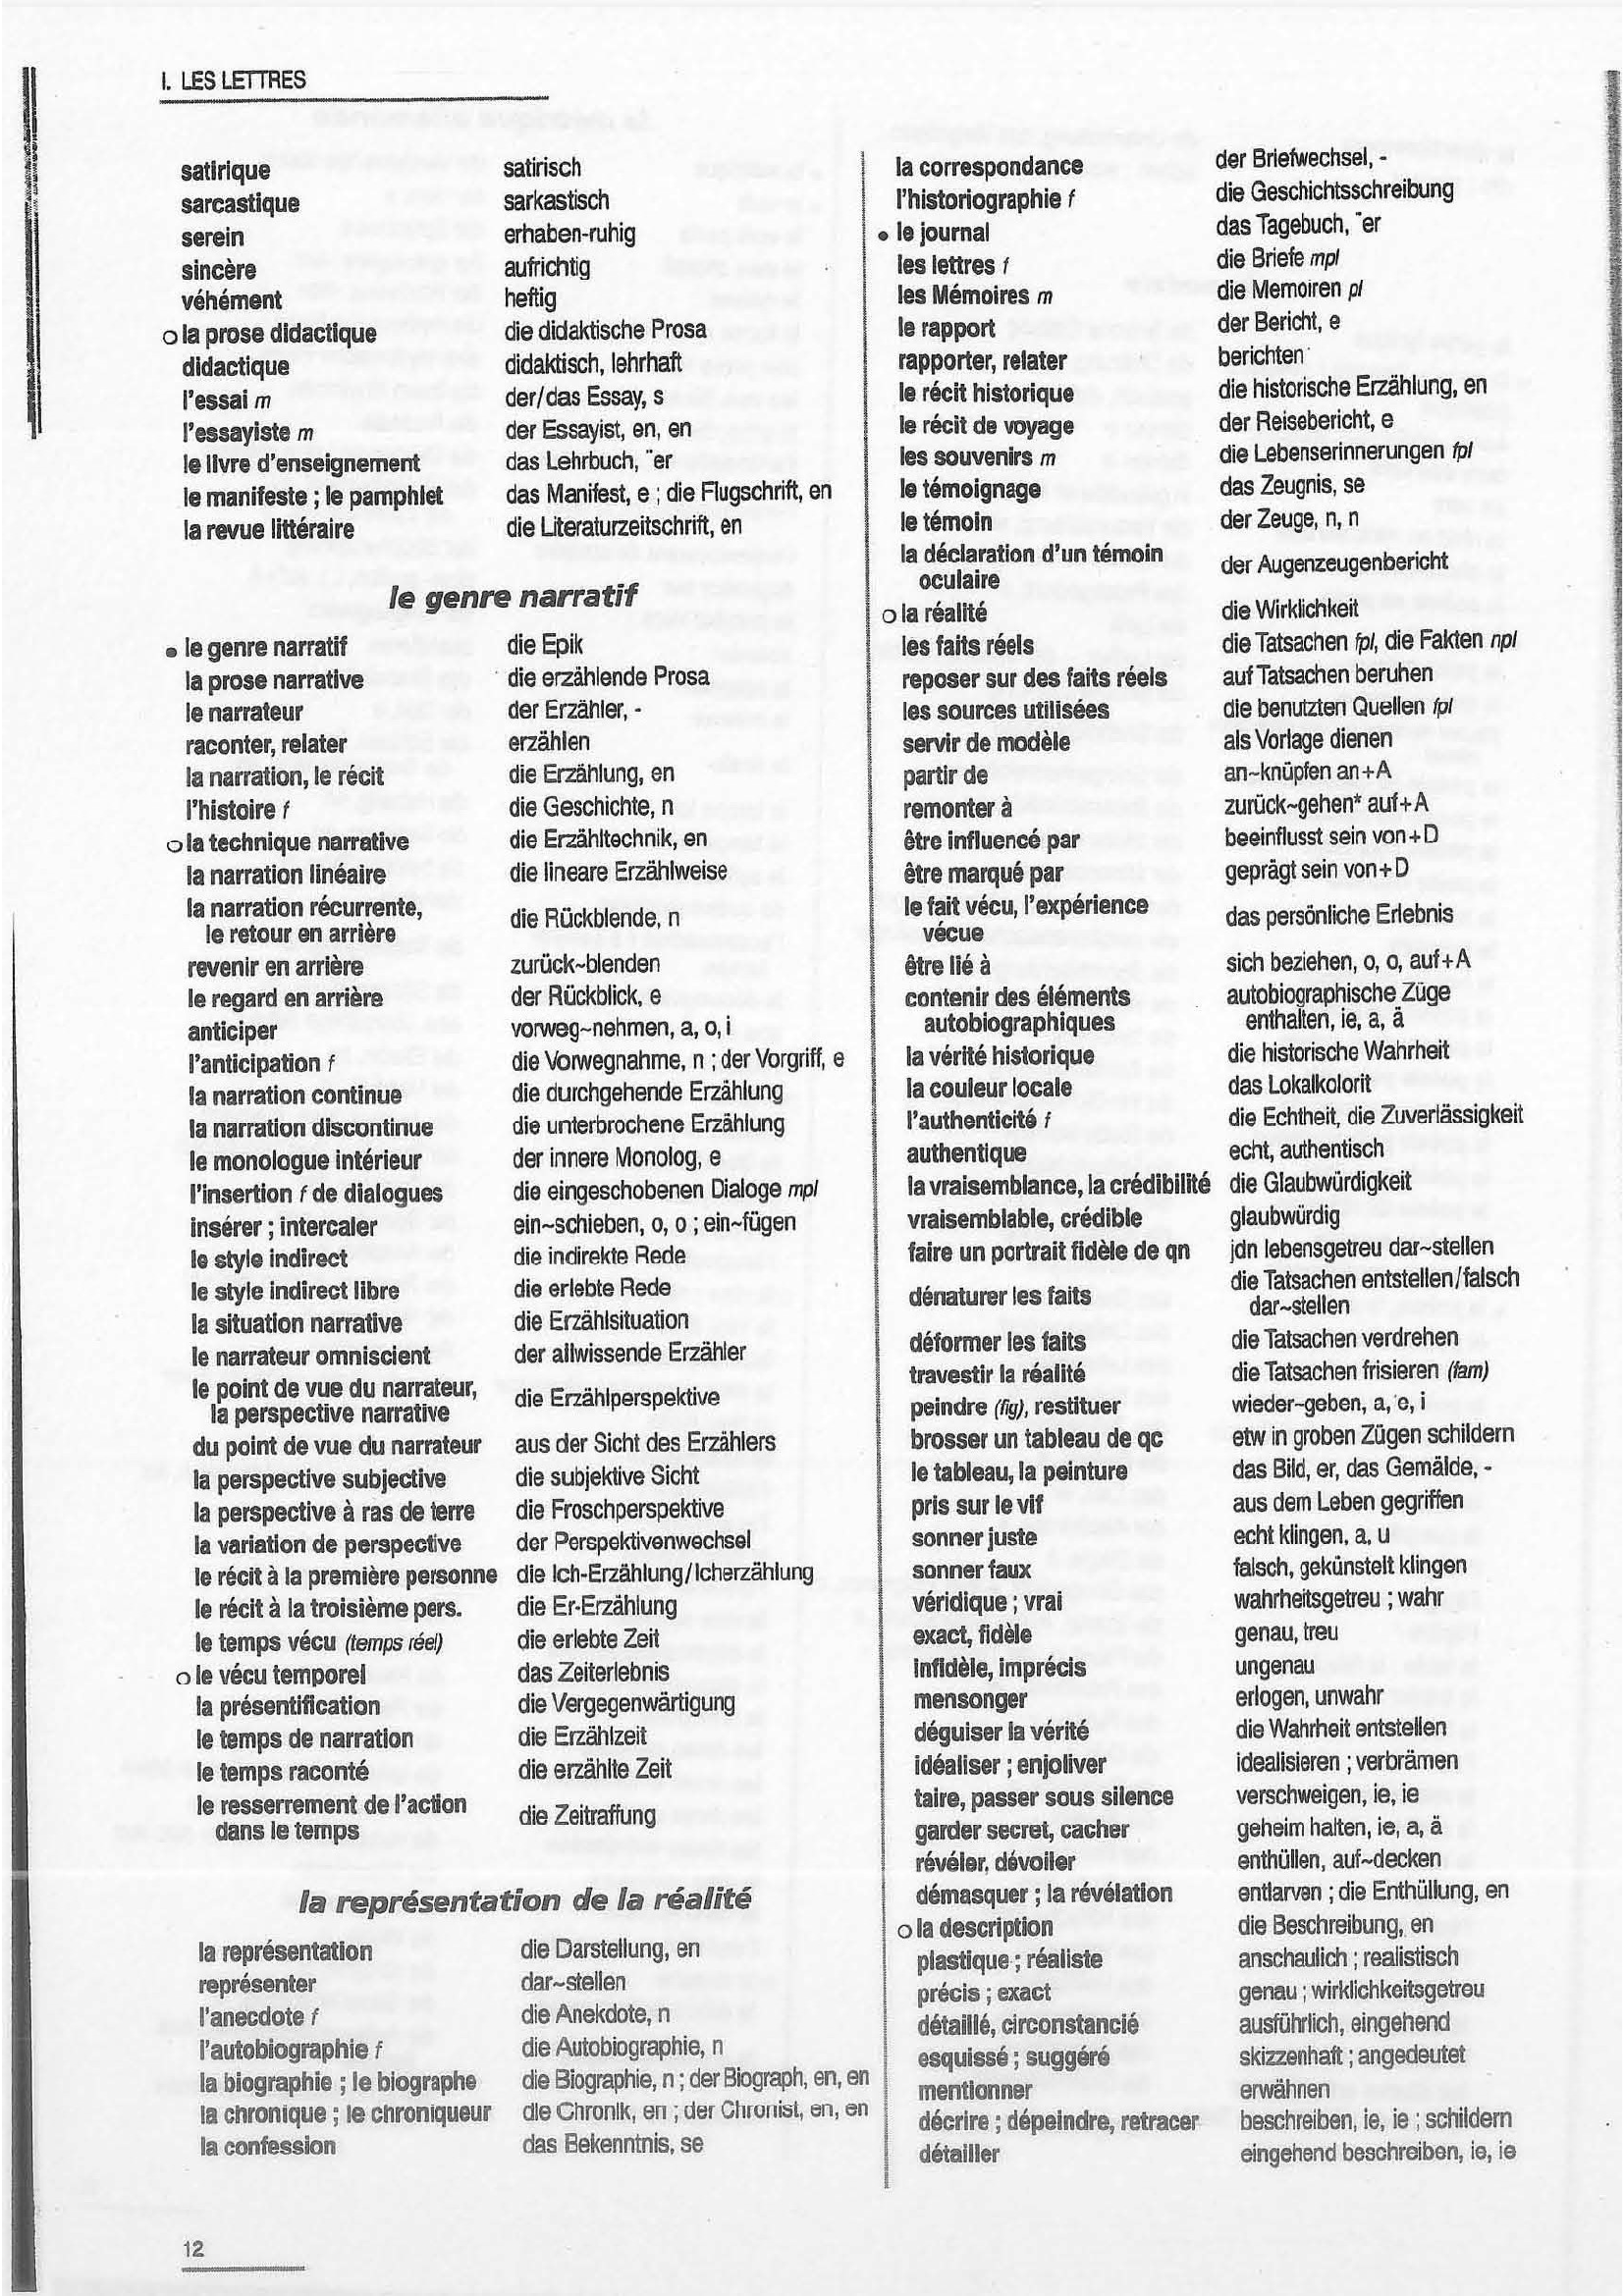 I. LES LETTRES
satirique satirisch
sarcastique sarkastisch
serein erhaben-ruhig
sincère aufrichtig
véhément heftig
o la prose didactique die didaktische Prosa
didactique didaktisch, lehrhaft
l'essai m der/das Essay, s
l'essayiste m der Essayist, en, en
le livre d'enseignement das Lehrbuch, ¨er
le manifeste ; le pamphlet das Manifest, e ; die Flugschrift, en
la revue littéraire die Literaturzeitschrift, en
le genre narratif
• le genre narratif die Epik
la prose narrative die erzählende Prosa
le narrateur der Erzähler, -
raconter, relater erzählen
la narration, le récit die Erzählung, en
l'histoire f die Geschichte, n
o la technique narrative die Erzähltechnik, en
la narration linéaire die lineare Erzählweise
la narration récurrente,
le retour en arrière die Rückblende, n
revenir en arrière zurück~blenden
le regard en arrière der Rückblick, e
anticiper vorweg~nehmen, a, o, i
l'anticipation f die Vorwegnahme, n ; der Vorgriff, e
la narration continue die durchgehende Erzählung
la narration discontinue die unterbrochene Erzählung
le monologue intérieur der innere Monolog, e
l'insertion f de dialogues die eingeschobenen Dialoge mpl
insérer ; intercaler ein~schieben, o, o ; ein~fügen
le style indirect die indirekte Rede
le style indirect libre die erlebte Rede
la situation narrative die Erzählsituation
le narrateur omniscient der allwissende Erzähler
le point de vue du narrateur,
la perspective narrative die Erzählperspektive
du point de vue du narrateur aus der Sicht des Erzählers
la perspective subjective die subjektive Sicht
la perspective à ras de terre die Froschperspektive
la variation de perspective der Perspektivenwechsel
le récit à la première personne die Ich-Erzählung/Icherzählung
le récit à la troisième pers. die Er-Erzählung
le temps vécu (temps réel) die erlebte Zeit
o le vécu temporel das Zeiterlebnis
la présentification die Vergegenwärtigung
le temps de narration die Erzählzeit
le temps raconté die erzählte Zeit
le resserrement de l'action
dans le temps die Zeitraffung
la représentation de la réalité
la représentation die Darstellung, en
représenter dar~stellen
l'anecdote f die Anekdote, n
l'autobiographie f die Autobiographie, n
la biographie ; le biographe die Biographie, n ; der Biograph, en, en
la chronique ; le chroniqueur die Chronik, en ; der Chronist, en, en
la confession das Bekenntnis, se
la correspondance der Briefwechsel, -
l'historiographie f die Geschichtsschreibung
• le journal das Tagebuch, ¨er
les lettres f die Briefe mpl
les Mémoires m die Memoiren pl
le rapport der Bericht, e
rapporter, relater berichten
le récit historique die historische Erzählung, en
le récit de voyage der Reisebericht, e
les souvenirs m die Lebenserinnerungen fpl
le témoignage das Zeugnis, se
le témoin der Zeuge, n, n
la déclaration d'un témoin
oculaire der Augenzeugenbericht
o la réalité die Wirklichkeit
les faits réels die Tatsachen fpl, die Fakten npl
reposer sur des faits réels auf Tatsachen beruhen
les sources utilisées die benutzten Quellen fpl
servir de modèle als Vorlage dienen
partir de an~knüpfen an+A
remonter à zurück~gehen* auf+A
être influencé par beeinflusst sein von+D
être marqué par geprägt sein von+D
le fait vécu, l'expérience
vécue das persönliche Erlebnis
être lié à sich beziehen, o, o, auf+A
contenir des éléments autobiographische Züge
autobiographiques enthalten, ie, a, ä
la vérité historique die historische Wahrheit
la couleur locale das Lokalkolorit
l'authenticité f die Echtheit, die Zuverlässigkeit
authentique echt, authentisch
la vraisemblance, la crédibilité die Glaubwürdigkeit
vraisemblable, crédible glaubwürdig
faire un portrait fidèle de qn jdn lebensgetreu dar~stellen
dénaturer les faits die Tatsachen entstellen/falsch
dar~stellen
déformer les faits die Tatsachen verdrehen
travestir la réalité die Tatsachen frisieren (fam)
peindre (fig), restituer wieder~geben, a, e, i
brosser un tableau de qc etw in groben Zügen schildern
le tableau, la peinture das Bild, er, das Gemälde, -
pris sur le vif aus dem Leben gegriffen
sonner juste echt klingen, a, u
sonner faux falsch, gekünstelt klingen
véridique ; vrai wahrheitsgetreu ; wahr
exact, fidèle genau, treu
infidèle, imprécis ungenau
mensonger erlogen, unwahr
déguiser la vérité die Wahrheit entstellen
idéaliser ; enjoliver idealisieren ; verbrämen
taire, passer sous silence verschweigen, ie, ie
garder secret, cacher geheim halten, ie, a, ä
révéler, dévoiler enthüllen, auf~decken
démasquer ; la révélation entlarven ; die Enthüllung, en
o la description die Beschreibung, en
plastique ; réaliste anschaulich ; realistisch
précis ; exact genau ; wirklichkeitsgetreu
détaillé, circonstancié ausführlich, eingehend
esquissé ; suggéré skizzenhaft ; angedeutet
mentionner erwähnen
décrire ; dépeindre, retracer beschreiben, ie, ie ; schildern
détailler eingehend beschreiben, ie, ie
12